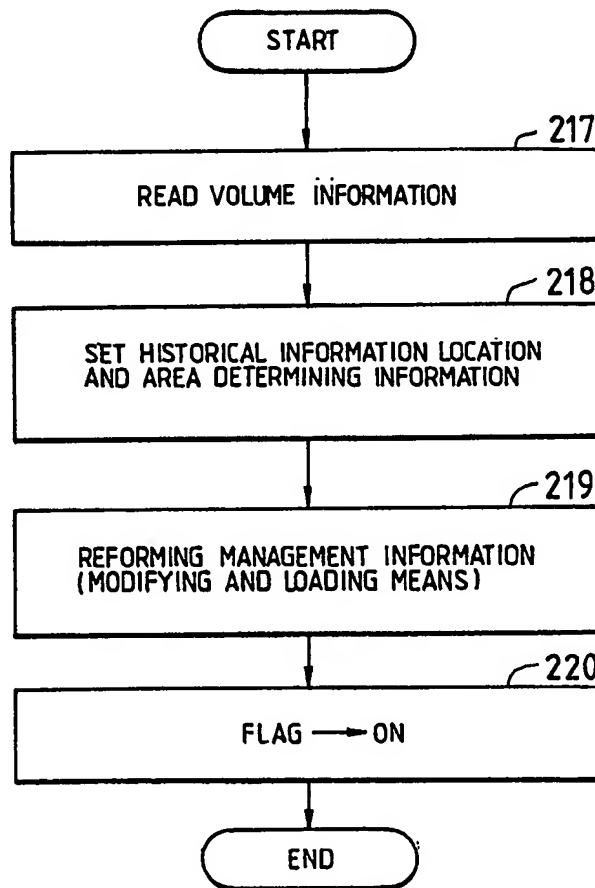 START
217
READ VOLUME INFORMATION
218
SET HISTORICAL INFORMATION LOCATION
AND AREA DETERMINING INFORMATION
219
REFORMING MANAGEMENT INFORMATION
(MODIFYING AND LOADING MEANS)
220
FLAG → ON
END